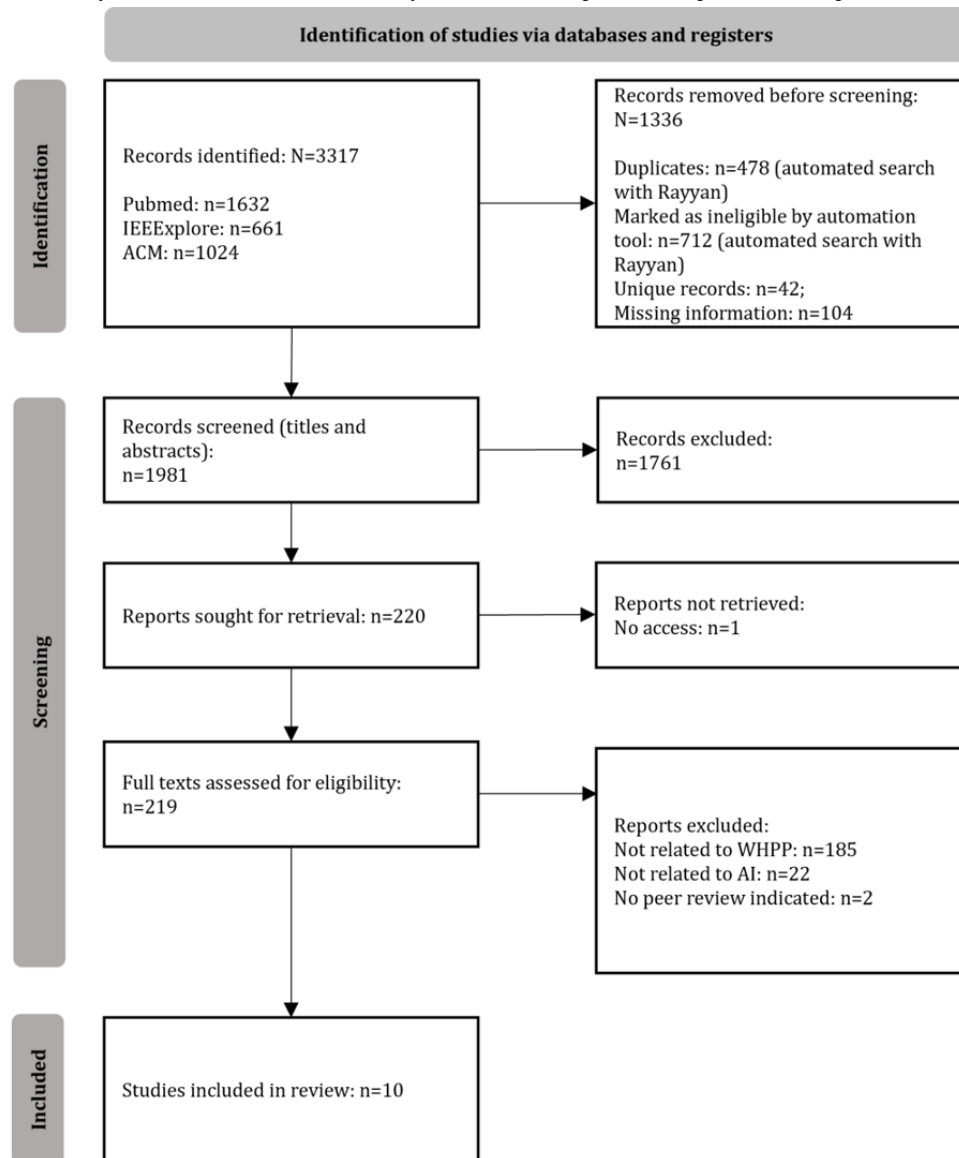 Identification of studies via databases and registers
Identification
Records identified: N=3317
Pubmed: n=1632
IEEExplore: n=661
ACM: n=1024
Records removed before screening:
N=1336
Duplicates: n=478 (automated search
with Rayyan)
Marked as ineligible by automation
tool: n=712 (automated search with
Rayyan)
Unique records: n=42;
Missing information: n=104
Screening
Records screened (titles and
abstracts):
n=1981
Records excluded:
n=1761
Reports sought for retrieval: n=220
Reports not retrieved:
No access: n=1
Full texts assessed for eligibility:
n=219
Reports excluded:
Not related to WHPP: n=185
Not related to AI: n=22
No peer review indicated: n=2
Included
Studies included in review: n=10